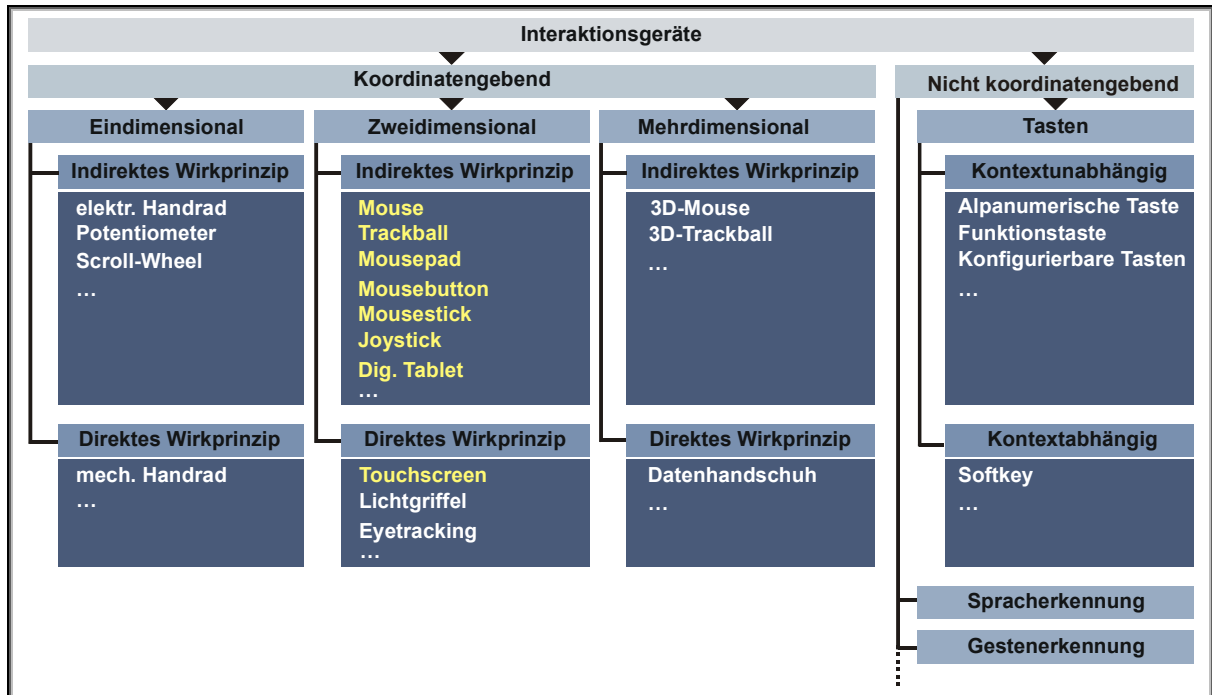 Interaktionsgeräte
Koordinatengebend
Nicht koordinatengebend
Eindimensional
Zweidimensional
Mehrdimensional
Tasten
Indirektes Wirkprinzip
elektr. Handrad
Potentiometer
Scroll-Wheel
…
Direktes Wirkprinzip
mech. Handrad
…
Indirektes Wirkprinzip
Mouse
Trackball
Mousepad
Mousebutton
Mousestick
Joystick
Dig. Tablet
…
Direktes Wirkprinzip
Touchscreen
Lichtgriffel
Eyetracking
…
Indirektes Wirkprinzip
3D-Mouse
3D-Trackball
…
Direktes Wirkprinzip
Datenhandschuh
…
Kontextunabhängig
Alpanumerische Taste
Funktionstaste
Konfigurierbare Tasten
…
Kontextabhängig
Softkey
…
Spracherkennung
Gestenerkennung